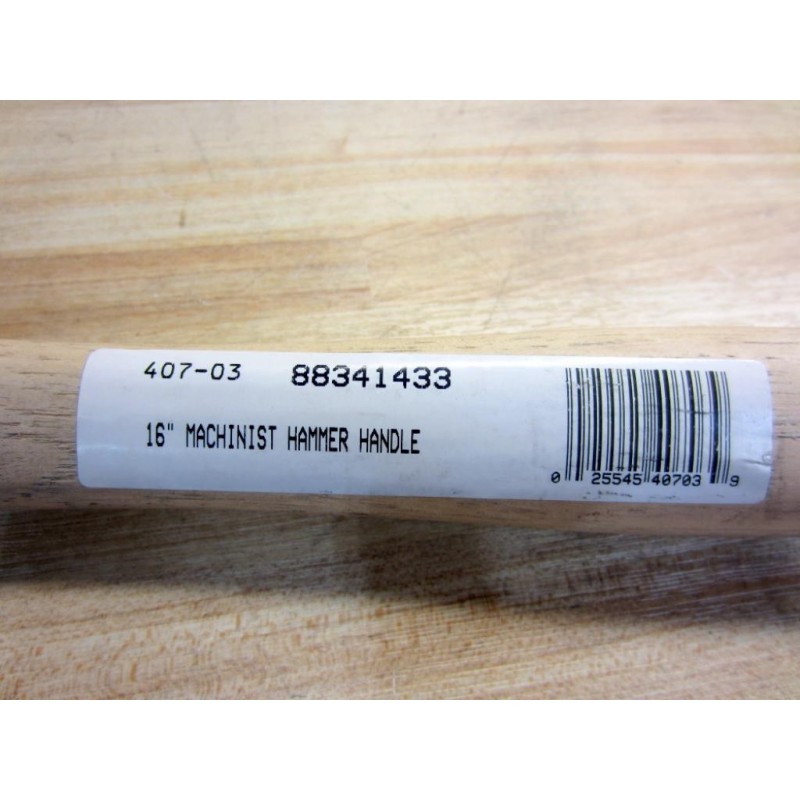 407-03 88341433
16" MACHINIST HAMMER HANDLE
0 25545 40703 9